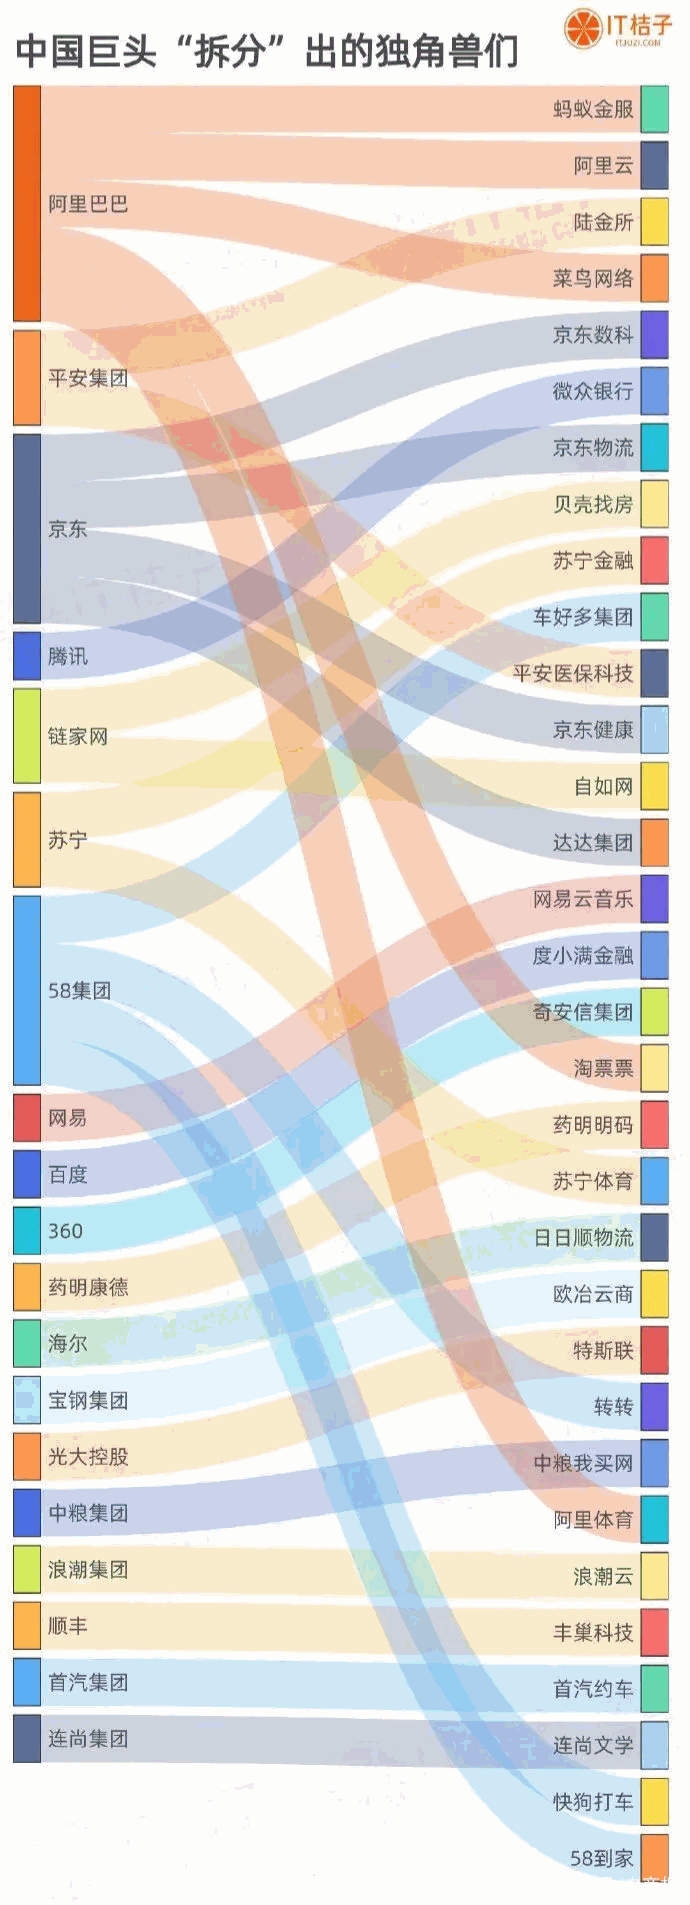 中国巨头“拆分”出的独角兽们
IT桔子
ITJUZI.COM
阿里巴巴
平安集团
京东
腾讯
链家网
苏宁
58集团
网易
百度
360
药明康德
海尔
宝钢集团
光大控股
中粮集团
浪潮集团
顺丰
首汽集团
连尚集团
蚂蚁金服
阿里云
陆金所
菜鸟网络
京东数科
微众银行
京东物流
贝壳找房
苏宁金融
车好多集团
平安医保科技
京东健康
自如网
达达集团
网易云音乐
度小满金融
奇安信集团
淘票票
药明明码
苏宁体育
日日顺物流
欧冶云商
特斯联
转转
中粮我买网
阿里体育
浪潮云
丰巢科技
首汽约车
连尚文学
快狗打车
58到家